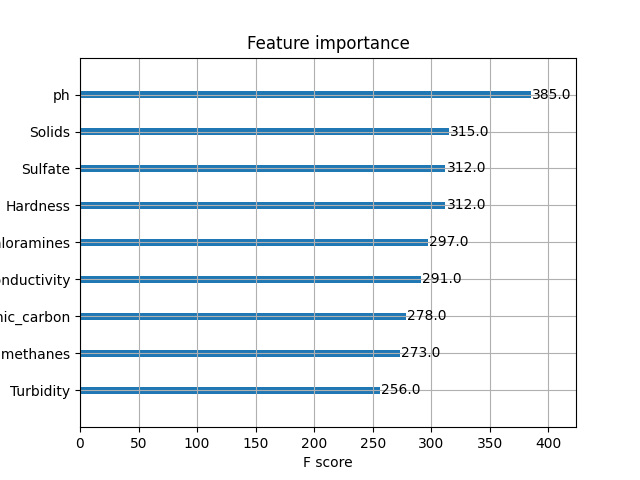 Feature importance
ph 385.0
Solids 315.0
Sulfate 312.0
Hardness 312.0
loramines 297.0
onductivity 291.0
nic_carbon 278.0
methanes 273.0
Turbidity 256.0
0 50 100 150 200 250 300 350 400
F score